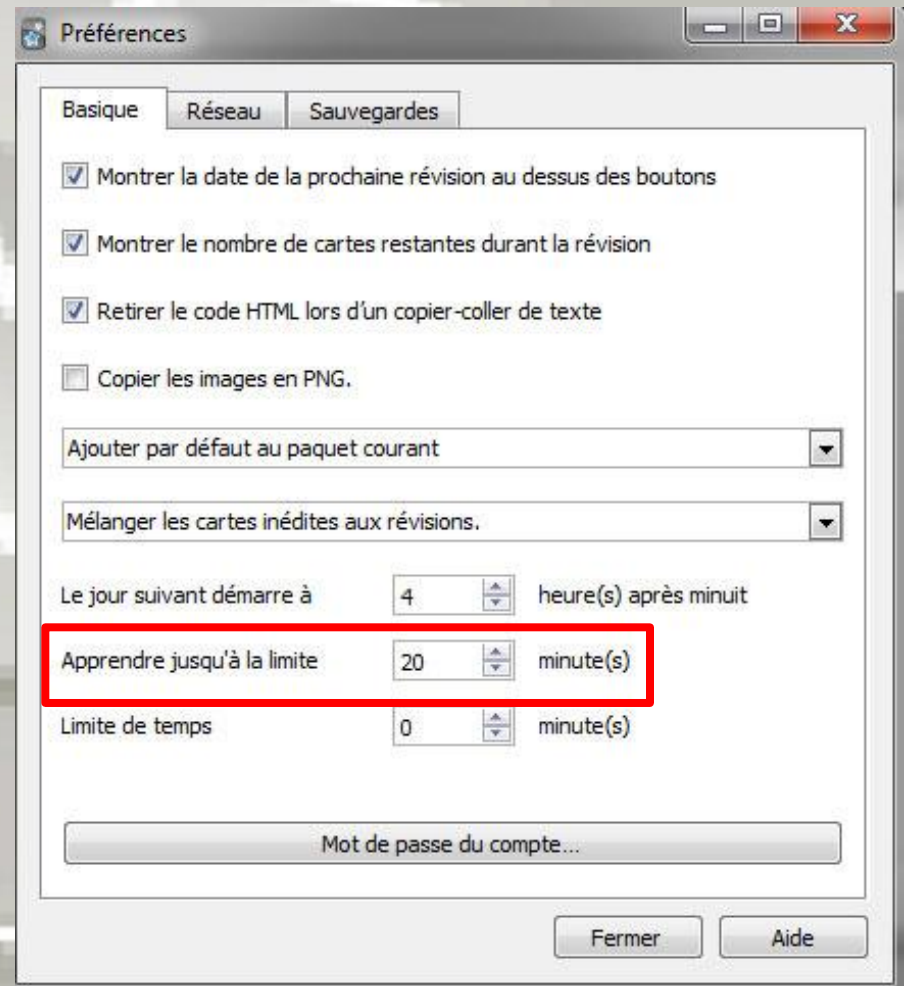 Préférences
Basique Réseau Sauvegardes
Montrer la date de la prochaine révision au dessus des boutons
Montrer le nombre de cartes restantes durant la révision
Retirer le code HTML lors d'un copier-coller de texte
Copier les images en PNG.
Ajouter par défaut au paquet courant
Mélanger les cartes inédites aux révisions.
Le jour suivant démarre à 4 heure(s) après minuit
Apprendre jusqu'à la limite 20 minute(s)
Limite de temps 0 minute(s)
Mot de passe du compte...
Fermer Aide